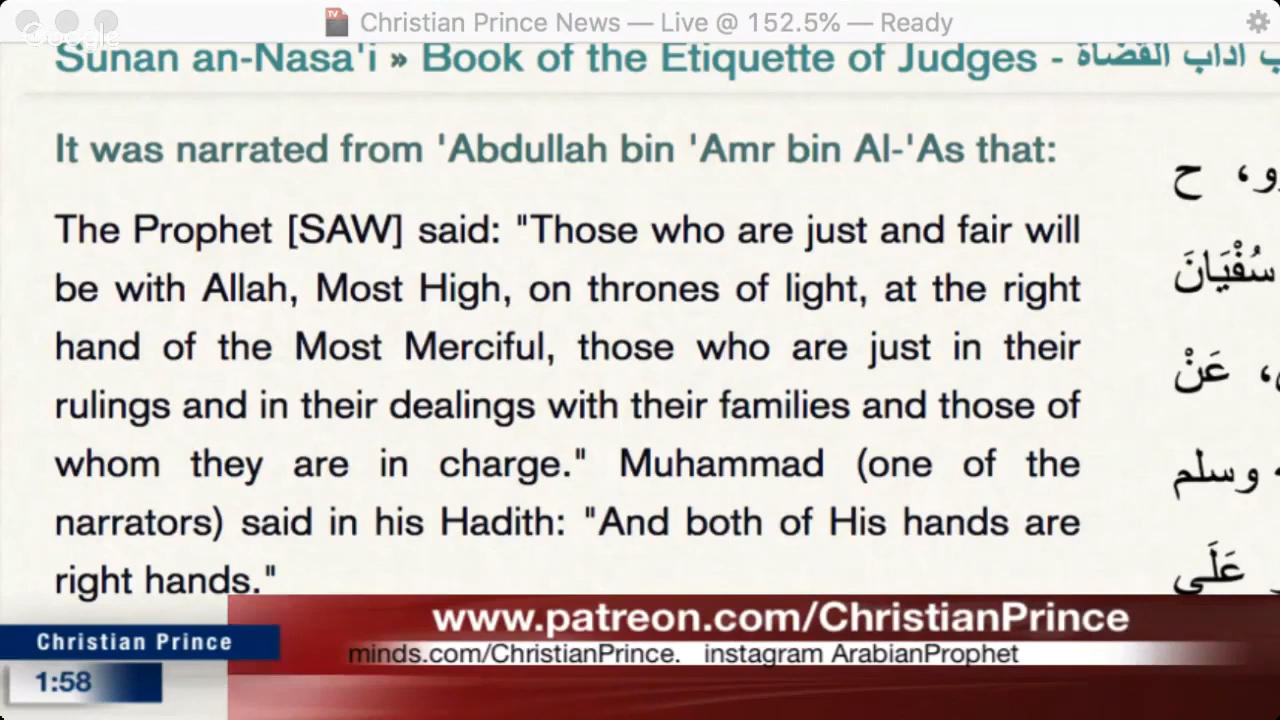 Christian Prince News — Live @ 152.5% — Ready
Google
Sunan an-Nasa'i » Book of the Etiquette of Judges - ب آداب القضاة
It was narrated from 'Abdullah bin 'Amr bin Al-'As that:
The Prophet [SAW] said: "Those who are just and fair will
be with Allah, Most High, on thrones of light, at the right
hand of the Most Merciful, those who are just in their
rulings and in their dealings with their families and those of
whom they are in charge." Muhammad (one of the
narrators) said in his Hadith: "And both of His hands are
right hands."
و، ح
سُفْيَانَ
، عَنْ
وسلم
عَلَى
www.patreon.com/ChristianPrince
Christian Prince
minds.com/ChristianPrince. instagram ArabianProphet
1:58